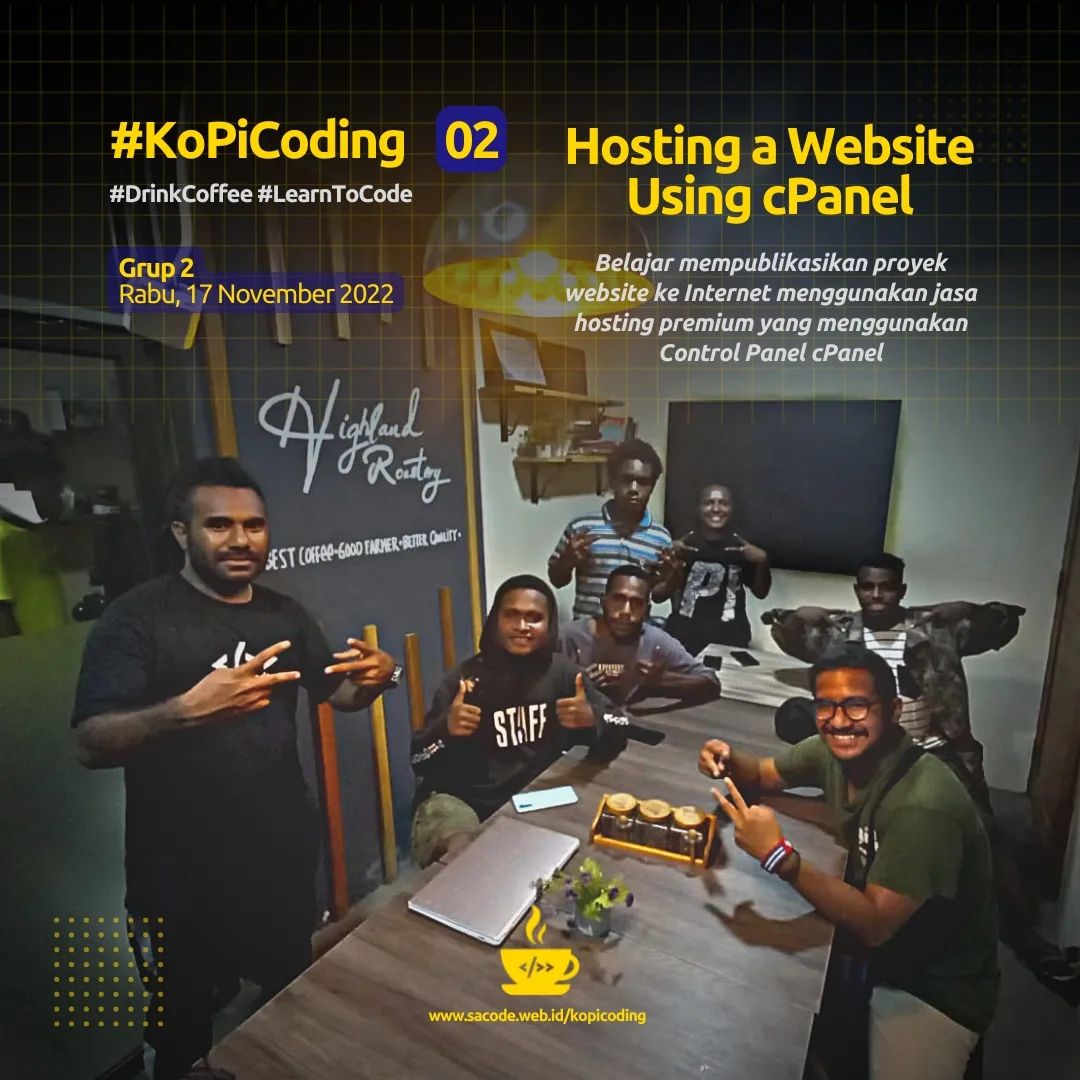 #KoPiCoding 02
#DrinkCoffee #LearnToCode
Grup 2
Rabu, 17 November 2022
Hosting a Website
Using cPanel
Belajar mempublikasikan proyek
website ke Internet menggunakan jasa
hosting premium yang menggunakan
Control Panel cPanel
Highland
Roastery
BEST COFFEE·GOOD FARMER·BETTER QUALITY·
</>
STAFF
</>>
www.sacode.web.id/kopicoding